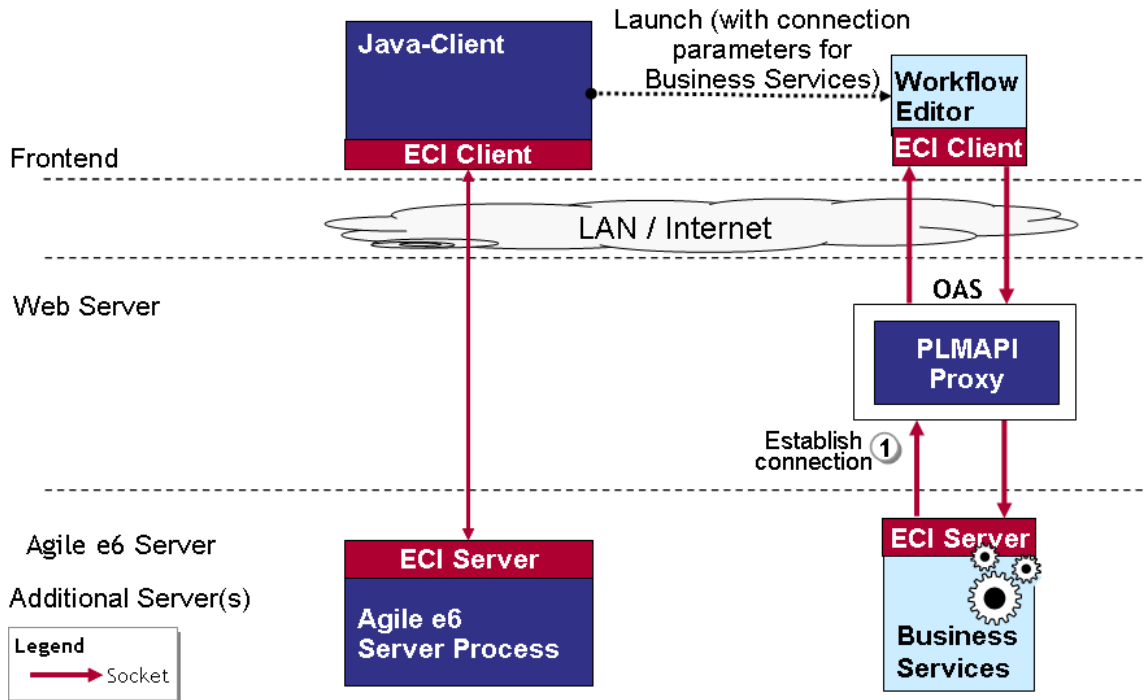 Java-Client
Launch (with connection
parameters for
Business Services)
Workflow
Editor
ECI Client
ECI Client
Frontend
LAN / Internet
Web Server
OAS
PLMAPI
Proxy
Establish
connection
1
Agile e6 Server
ECI Server
ECI Server
Additional Server(s)
Agile e6
Server Process
Business
Services
Legend
Socket